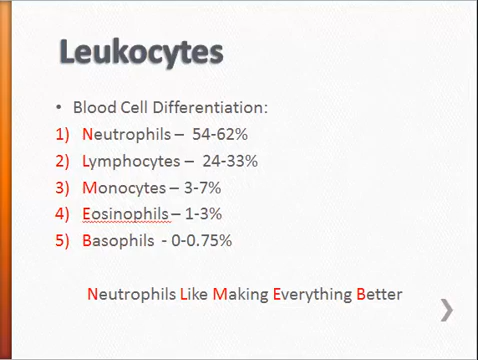 Leukocytes
• Blood Cell Differentiation:
1) Neutrophils – 54-62%
2) Lymphocytes – 24-33%
3) Monocytes – 3-7%
4) Eosinophils – 1-3%
5) Basophils - 0-0.75%
Neutrophils Like Making Everything Better